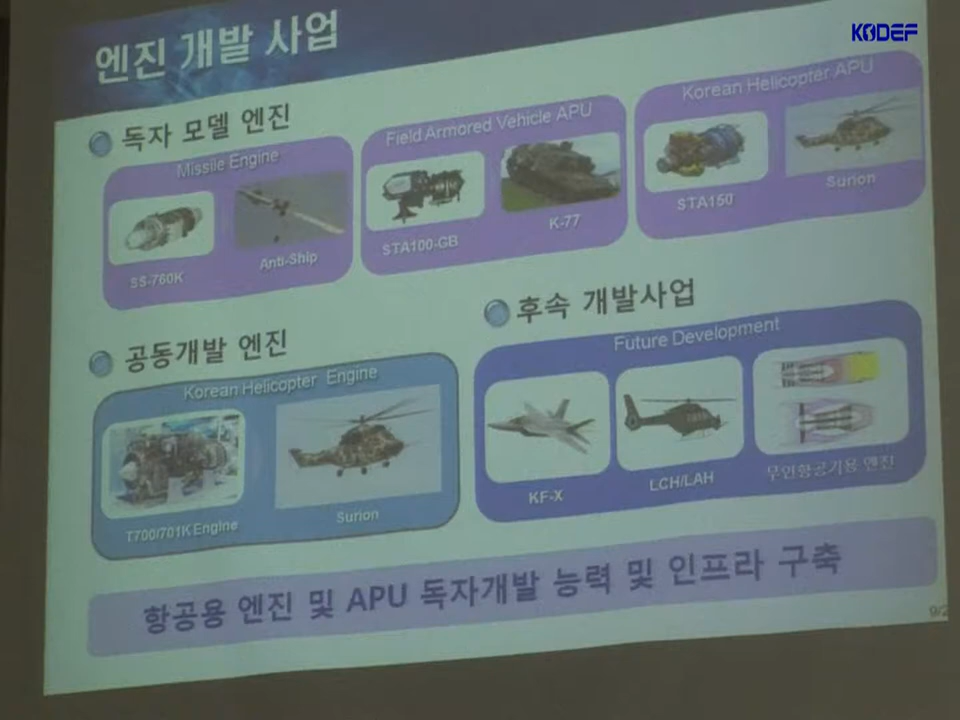 KODEF
엔진 개발 사업
독자 모델 엔진
Missile Engine
SS-760K
Anti-Ship
Field Armored Vehicle APU
STA100-GB
K-77
Korean Helicopter APU
STA150
Surion
공동개발 엔진
Korean Helicopter Engine
T700/701K Engine
Surion
후속 개발사업
Future Development
KF-X
LCH/LAH
무인항공기용 엔진
항공용 엔진 및 APU 독자개발 능력 및 인프라 구축